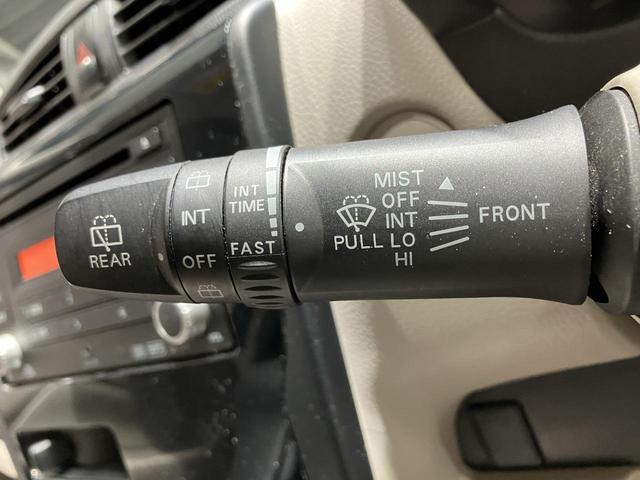 REAR
INT
OFF
INT
TIME
FAST
MIST
OFF
INT
PULL LO
HI
FRONT